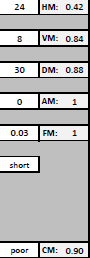 24 HM: 0.42
8 VM: 0.84
30 DM: 0.88
0 AM: 1
0.03 FM: 1
short
poor CM: 0.90